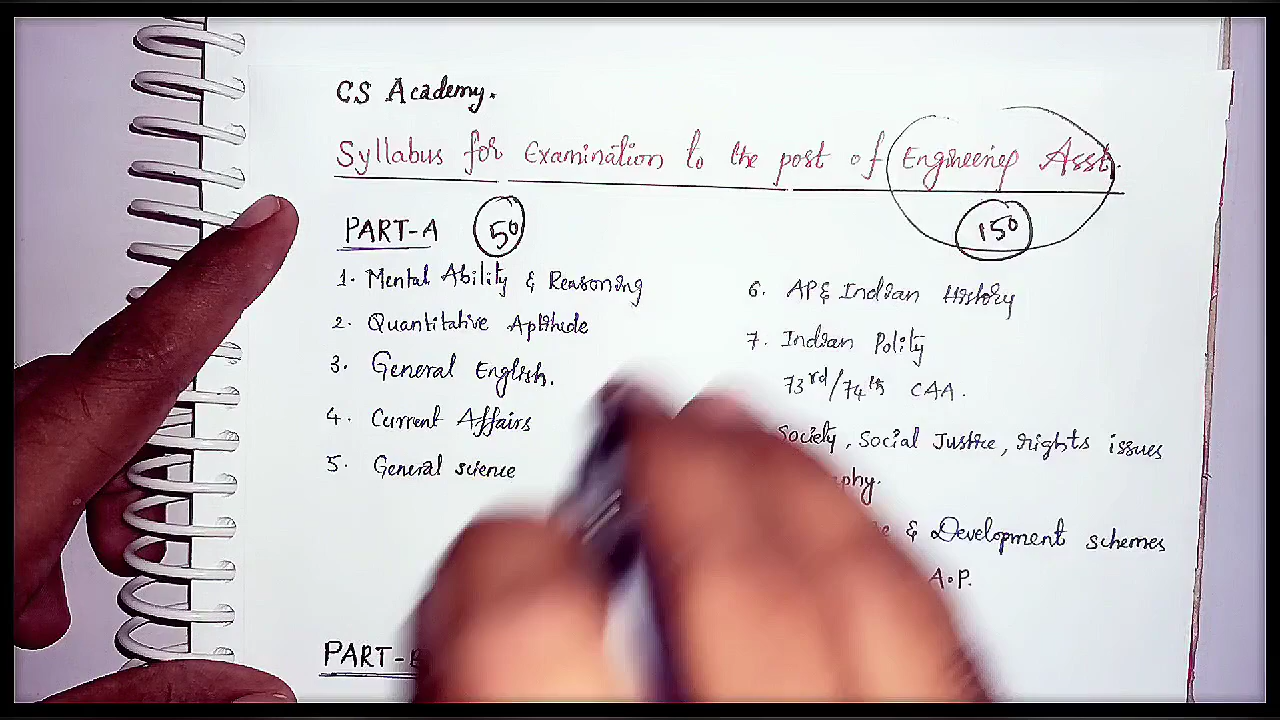 CS Academy.
Syllabus for Examination to the post of Engineering Asst.
150
PART-A 50
1. Mental Ability & Reasoning
2. Quantitative Aptitude
3. General English.
4. Current Affairs
5. General science
6. AP & Indian History
7. Indian Polity
73rd/74th CAA.
Society, Social Justice, rights issues
& Development schemes
A.P.
PART-